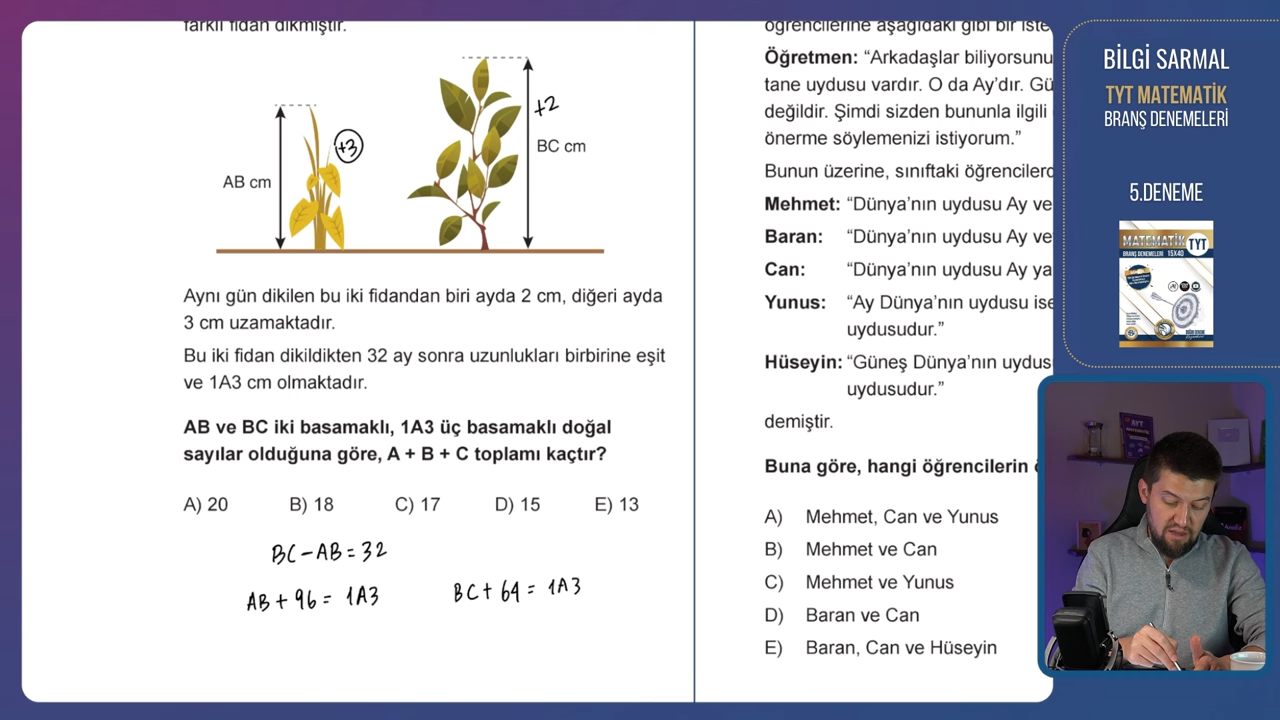 farklı fidan dikmiştir.
AB cm
+3
+2
BC cm
Aynı gün dikilen bu iki fidandan biri ayda 2 cm, diğeri ayda
3 cm uzamaktadır.
Bu iki fidan dikildikten 32 ay sonra uzunlukları birbirine eşit
ve 1A3 cm olmaktadır.
AB ve BC iki basamaklı, 1A3 üç basamaklı doğal
sayılar olduğuna göre, A + B + C toplamı kaçtır?
A) 20 B) 18 C) 17 D) 15 E) 13
BC-AB=32
AB+96= 1A3 BC+64= 1A3
öğrencilerine aşağıdaki gibi bir iste
Öğretmen: “Arkadaşlar biliyorsunu
tane uydusu vardır. O da Ay’dır. Gü
değildir. Şimdi sizden bununla ilgili
önerme söylemenizi istiyorum.”
Bunun üzerine, sınıftaki öğrencilerd
Mehmet: “Dünya’nın uydusu Ay ve
Baran: “Dünya’nın uydusu Ay ve
Can: “Dünya’nın uydusu Ay ya
Yunus: “Ay Dünya’nın uydusu ise
uydusudur.”
Hüseyin: “Güneş Dünya’nın uydus
uydusudur.”
demiştir.
Buna göre, hangi öğrencilerin
A) Mehmet, Can ve Yunus
B) Mehmet ve Can
C) Mehmet ve Yunus
D) Baran ve Can
E) Baran, Can ve Hüseyin
BİLGİ SARMAL
TYT MATEMATİK
BRANŞ DENEMELERİ
5.DENEME
MATEMATİK TYT
BRANŞ DENEMELERİ 15X40